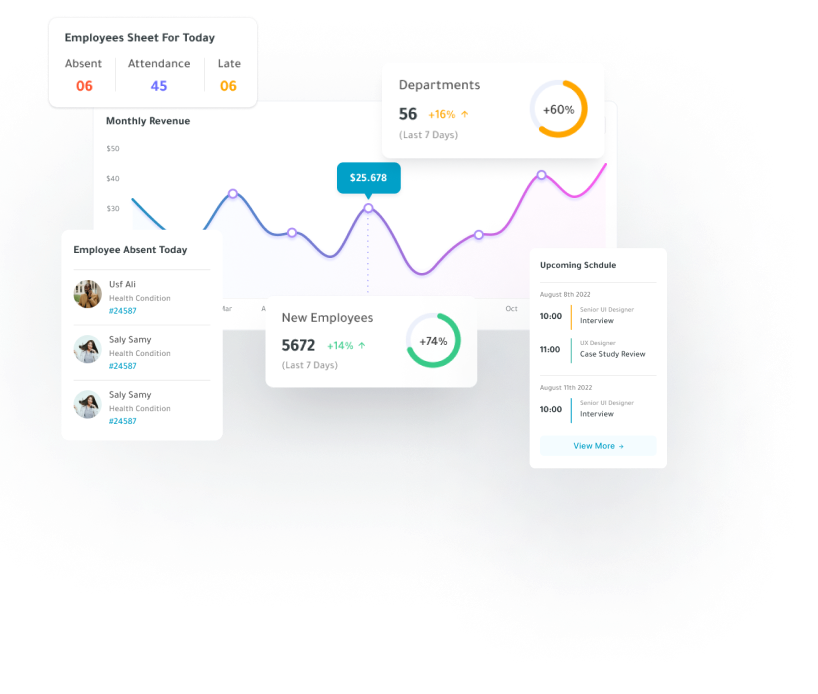 Employees Sheet For Today
Absent Attendance Late
06 45 06
Departments
56 +16% ↑
(Last 7 Days)
+60%
Monthly Revenue
$50
$40
$30
$25.678
Oct
Employee Absent Today
Usf Ali
Health Condition
#24587
Saly Samy
Health Condition
#24587
Saly Samy
Health Condition
#24587
New Employees
5672 +14% ↑
(Last 7 Days)
+74%
Upcoming Schdule
August 8th 2022
10:00
Senior UI Designer
Interview
11:00
UX Designer
Case Study Review
August 11th 2022
10:00
Senior UI Designer
Interview
View More →